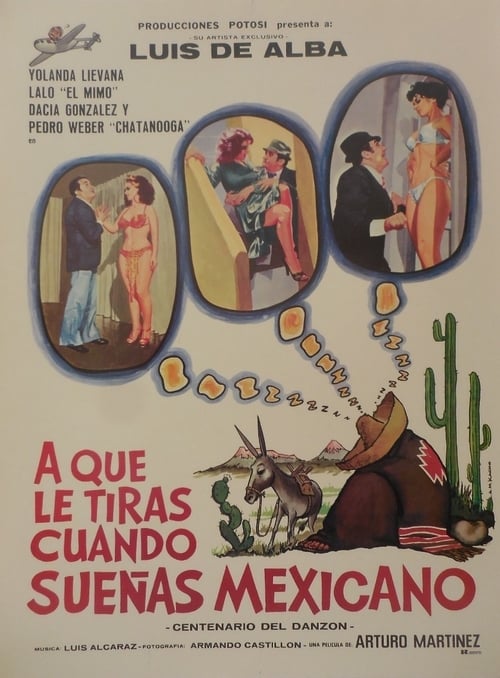 PRODUCCIONES POTOSI presenta a:
- SU ARTISTA EXCLUSIVO -
LUIS DE ALBA
YOLANDA LIEVANA
LALO "EL MIMO"
DACIA GONZALEZ Y
PEDRO WEBER "CHATANOOGA"
en
A QUE
LE TIRAS
CUANDO
SUEÑAS MEXICANO
- CENTENARIO DEL DANZON -
MUSICA: LUIS ALCARAZ - FOTOGRAFIA: ARMANDO CASTILLON - UNA PELICULA DE: ARTURO MARTINEZ